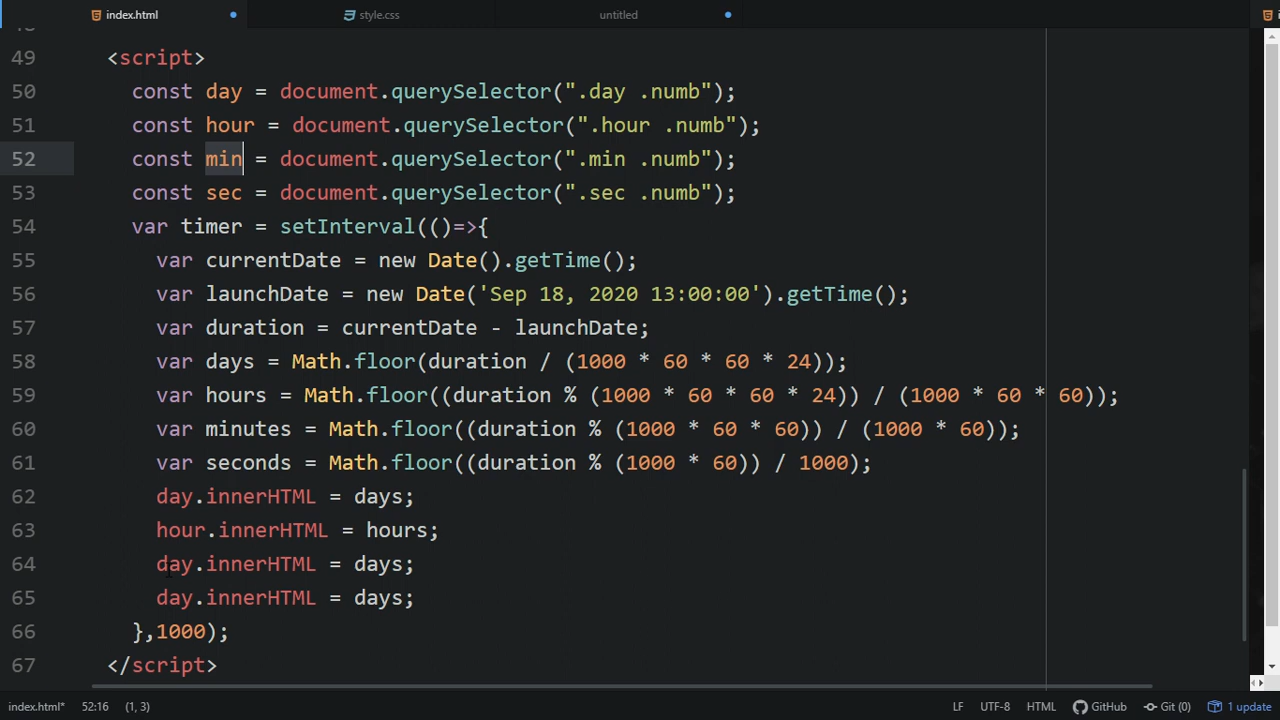 index.html
style.css
untitled
49 <script>
50 const day = document.querySelector(".day .numb");
51 const hour = document.querySelector(".hour .numb");
52 const min = document.querySelector(".min .numb");
53 const sec = document.querySelector(".sec .numb");
54 var timer = setInterval(()=>{
55 var currentDate = new Date().getTime();
56 var launchDate = new Date('Sep 18, 2020 13:00:00').getTime();
57 var duration = currentDate - launchDate;
58 var days = Math.floor(duration / (1000 * 60 * 60 * 24));
59 var hours = Math.floor((duration % (1000 * 60 * 60 * 24)) / (1000 * 60 * 60));
60 var minutes = Math.floor((duration % (1000 * 60 * 60)) / (1000 * 60));
61 var seconds = Math.floor((duration % (1000 * 60)) / 1000);
62 day.innerHTML = days;
63 hour.innerHTML = hours;
64 day.innerHTML = days;
65 day.innerHTML = days;
66 },1000);
67 </script>
index.html* 52:16 (1, 3) LF UTF-8 HTML GitHub Git (0) 1 update